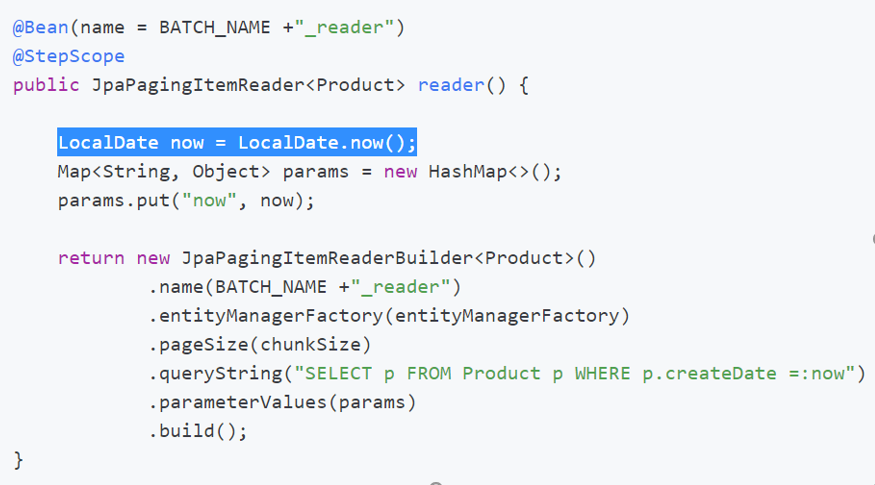 @Bean(name = BATCH_NAME +"_reader")
@StepScope
public JpaPagingItemReader<Product> reader() {
LocalDate now = LocalDate.now();
Map<String, Object> params = new HashMap<>();
params.put("now", now);
return new JpaPagingItemReaderBuilder<Product>()
.name(BATCH_NAME +"_reader")
.entityManagerFactory(entityManagerFactory)
.pageSize(chunkSize)
.queryString("SELECT p FROM Product p WHERE p.createDate =:now")
.parameterValues(params)
.build();
}